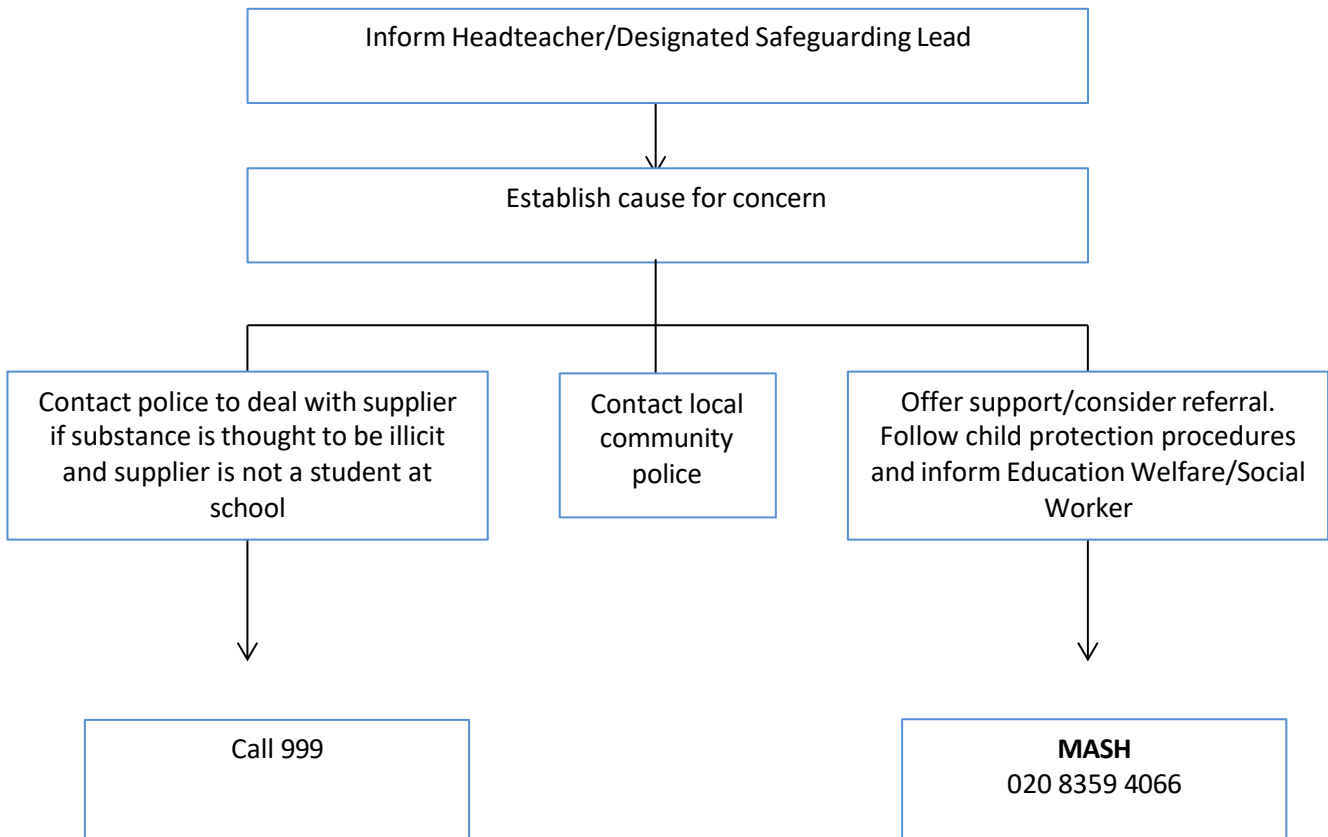 Inform Headteacher/Designated Safeguarding Lead
Establish cause for concern
Contact police to deal with supplier
if substance is thought to be illicit
and supplier is not a student at
school
Contact local
community
police
Offer support/consider referral.
Follow child protection procedures
and inform Education Welfare/Social
Worker
Call 999
MASH
020 8359 4066